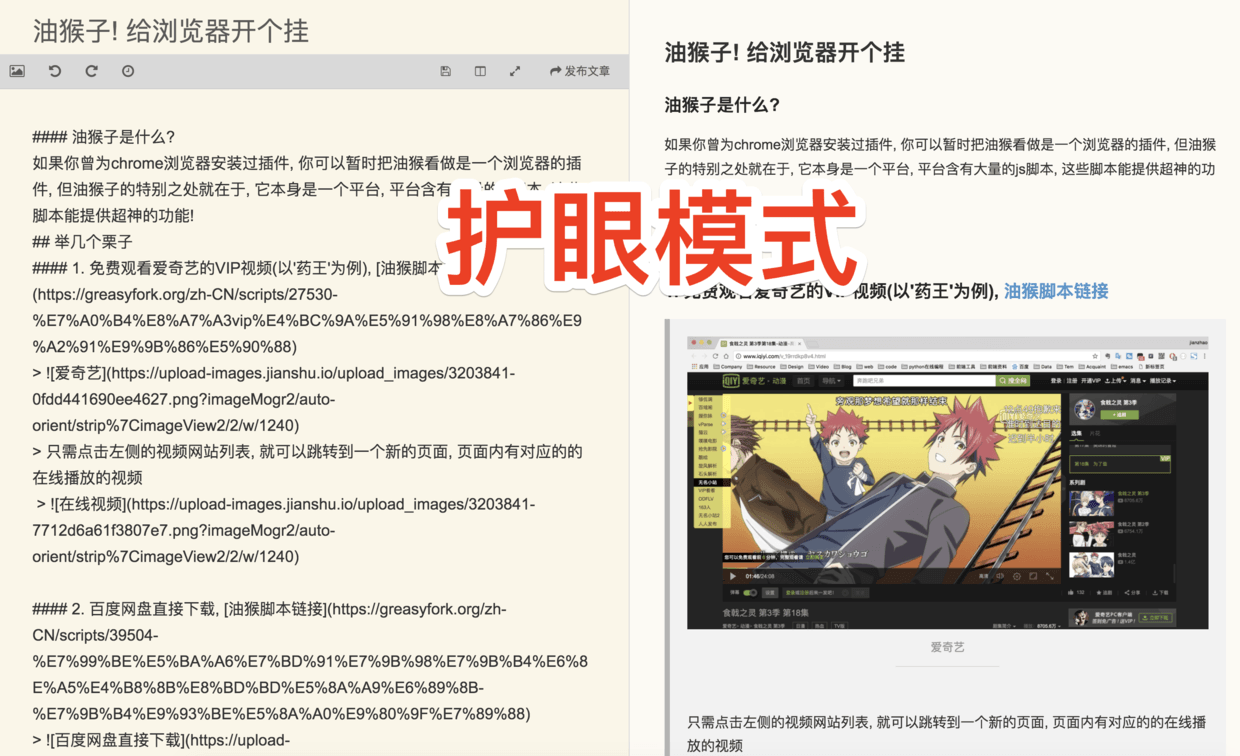 油猴子! 给浏览器开个挂
发布文章
#### 油猴子是什么?
如果你曾为chrome浏览器安装过插件, 你可以暂时把油猴看做是一个浏览器的插
件, 但油猴子的特别之处就在于, 它本身是一个平台, 平台含有
脚本能提供超神的功能!
## 举几个栗子
#### 1. 免费观看爱奇艺的VIP视频(以'药王'为例), [油猴脚本
(https://greasyfork.org/zh-CN/scripts/27530-
%E7%A0%B4%E8%A7%A3vip%E4%BC%9A%E5%91%98%E8%A7%86%E9
%A2%91%E9%9B%86%E5%90%88)
> ![爱奇艺](https://upload-images.jianshu.io/upload_images/3203841-
0fdd441690ee4627.png?imageMogr2/auto-
orient/strip%7CimageView2/2/w/1240)
> 只需点击左侧的视频网站列表, 就可以跳转到一个新的页面, 页面内有对应的的
在线播放的视频
> ![在线视频](https://upload-images.jianshu.io/upload_images/3203841-
7712d6a61f3807e7.png?imageMogr2/auto-
orient/strip%7CimageView2/2/w/1240)
#### 2. 百度网盘直接下载, [油猴脚本链接](https://greasyfork.org/zh-
CN/scripts/39504-
%E7%99%BE%E5%BA%A6%E7%BD%91%E7%9B%98%E7%9B%B4%E6%8
E%A5%E4%B8%8B%E8%BD%BD%E5%8A%A9%E6%89%8B-
%E7%9B%B4%E9%93%BE%E5%8A%A0%E9%80%9F%E7%89%88)
> ![百度网盘直接下载](https://upload-
护眼模式
油猴子! 给浏览器开个挂
油猴子是什么?
如果你曾为chrome浏览器安装过插件, 你可以暂时把油猴看做是一个浏览器的插件, 但油猴
子的特别之处就在于, 它本身是一个平台, 平台含有大量的js脚本, 这些脚本能提供超神的功
免费观看爱奇艺的VIP视频(以'药王'为例), 油猴脚本链接
食戟之灵 第3季 第18集
爱奇艺
只需点击左侧的视频网站列表, 就可以跳转到一个新的页面, 页面内有对应的的在线播
放的视频